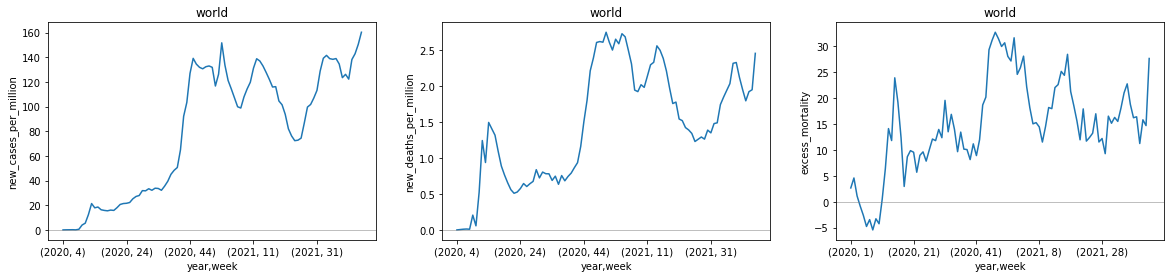 world
new_cases_per_million
160
140
120
100
80
60
40
20
0
(2020, 4) (2020, 24) (2020, 44) (2021, 11) (2021, 31)
year,week
world
new_deaths_per_million
2.5
2.0
1.5
1.0
0.5
0.0
(2020, 4) (2020, 24) (2020, 44) (2021, 11) (2021, 31)
year,week
world
excess_mortality
30
25
20
15
10
5
0
−5
(2020, 1) (2020, 21) (2020, 41) (2021, 8) (2021, 28)
year,week